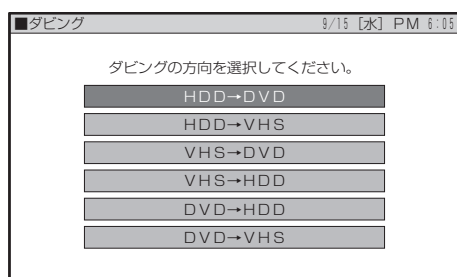 ■ダビング 9/15 [水] PM 6:05
ダビングの方向を選択してください。
HDD→DVD
HDD→VHS
VHS→DVD
VHS→HDD
DVD→HDD
DVD→VHS